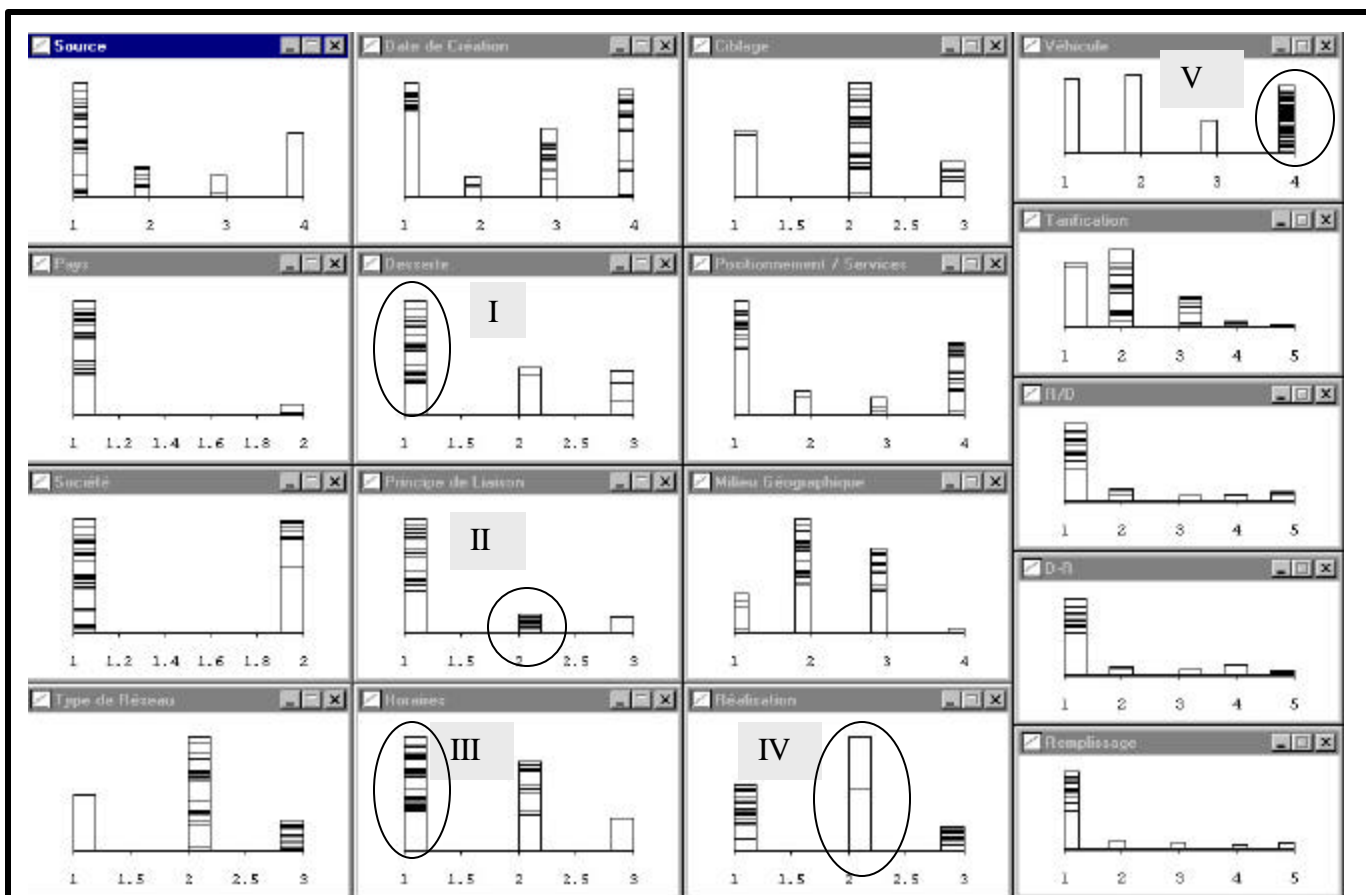 Source
1 2 3 4
Date de Création
1 2 3 4
Ciblage
1 1.5 2 2.5 3
Véhicule
V
1 2 3 4
Tarification
1 2 3 4 5
Pays
1 1.2 1.4 1.6 1.8 2
Desserte
I
1 1.5 2 2.5 3
Positionnement / Services
1 2 3 4
R/D
1 2 3 4 5
Société
1 1.2 1.4 1.6 1.8 2
Principe de Liaison
II
1 1.5 2 2.5 3
Milieu Géographique
1 2 3 4
D-R
1 2 3 4 5
Type de Réseau
1 1.5 2 2.5 3
Horaires
III
1 1.5 2 2.5 3
Réalisation
IV
1 1.5 2 2.5 3
Remplissage
1 2 3 4 5